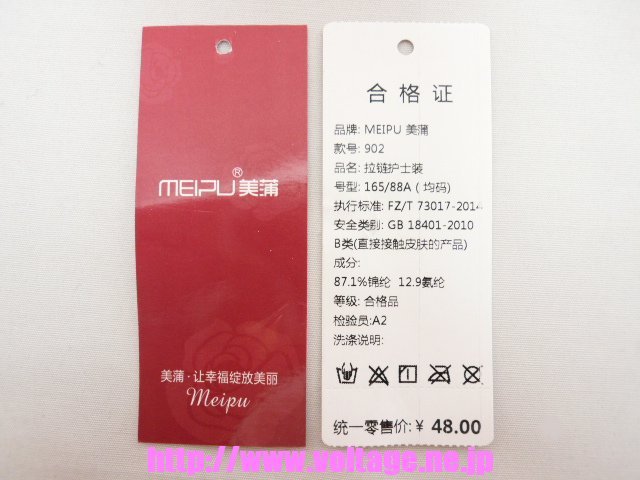 MEIPU®美蒲
美蒲·让幸福绽放美丽
Meipu
合格证
品牌: MEIPU 美蒲
款号: 902
品名: 拉链护士装
号型: 165/88A ( 均码)
执行标准: FZ/T 73017-2014
安全类别: GB 18401-2010
B类(直接接触皮肤的产品)
成分:
87.1%锦纶 12.9氨纶
等级: 合格品
检验员:A2
洗涤说明:
统一零售价:¥ 48.00
http://www.voltage.ne.jp